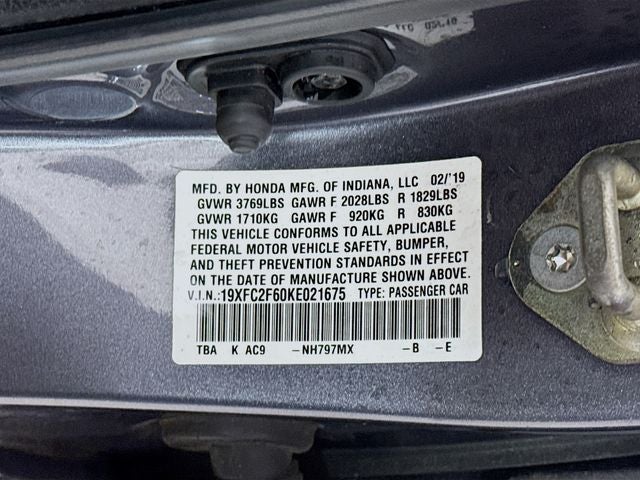 MFD. BY HONDA MFG. OF INDIANA, LLC 02/'19
GVWR 3769LBS GAWR F 2028LBS R 1829LBS
GVWR 1710KG GAWR F 920KG R 830KG
THIS VEHICLE CONFORMS TO ALL APPLICABLE
FEDERAL MOTOR VEHICLE SAFETY, BUMPER,
AND THEFT PREVENTION STANDARDS IN EFFECT
ON THE DATE OF MANUFACTURE SHOWN ABOVE.
V.I.N.:19XFC2F60KE021675 TYPE: PASSENGER CAR
TBA K AC9 -NH797MX -B -E